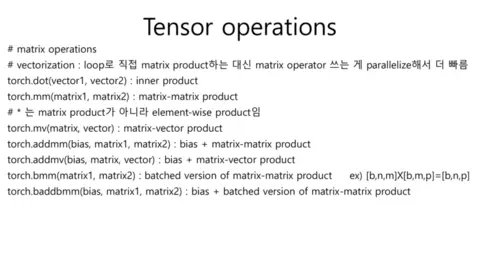 Tensor operations
# matrix operations
# vectorization : loop로 직접 matrix product하는 대신 matrix operator 쓰는 게 parallelize해서 더 빠름
torch.dot(vector1, vector2) : inner product
torch.mm(matrix1, matrix2) : matrix-matrix product
# * 는 matrix product가 아니라 element-wise product임
torch.mv(matrix, vector) : matrix-vector product
torch.addmm(bias, matrix1, matrix2) : bias + matrix-matrix product
torch.addmv(bias, matrix, vector) : bias + matrix-vector product
torch.bmm(matrix1, matrix2) : batched version of matrix-matrix product ex) [b,n,m]X[b,m,p]=[b,n,p]
torch.baddbmm(bias, matrix1, matrix2) : bias + batched version of matrix-matrix product